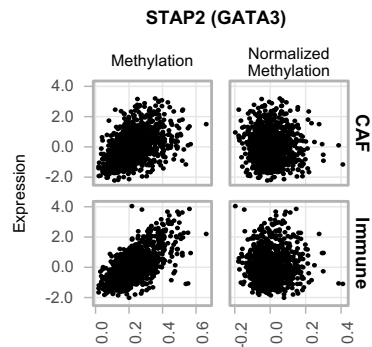 STAP2 (GATA3)
Methylation
Normalized
Methylation
Expression
4.0
2.0
0.0
-2.0
CAF
4.0
2.0
0.0
-2.0
Immune
0.0 0.2 0.4 0.6 -0.2 0.0 0.2 0.4